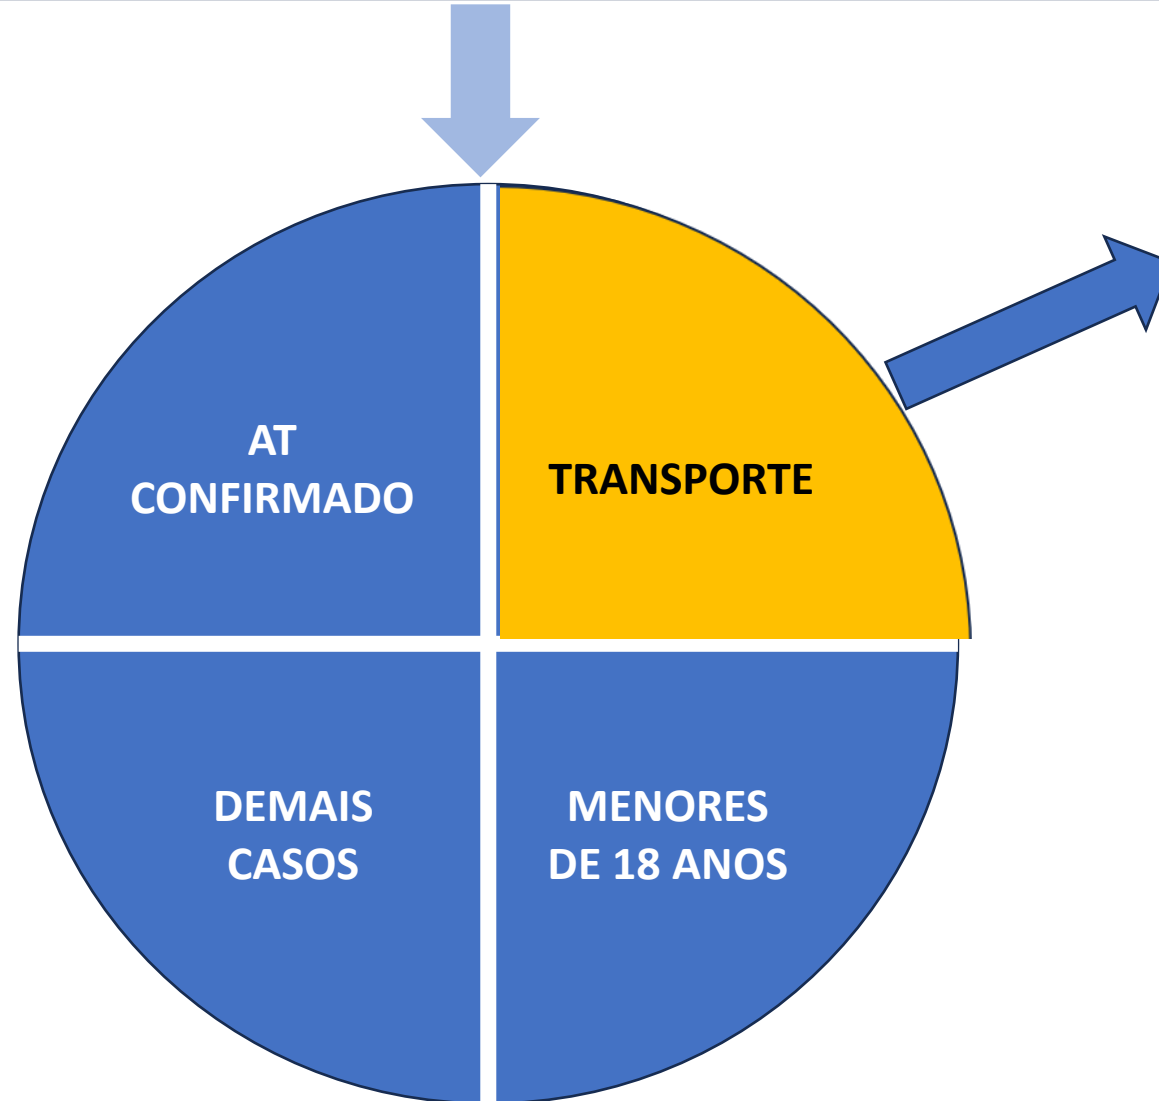 AT
CONFIRMADO
TRANSPORTE
DEMAIS
CASOS
MENORES
DE 18 ANOS